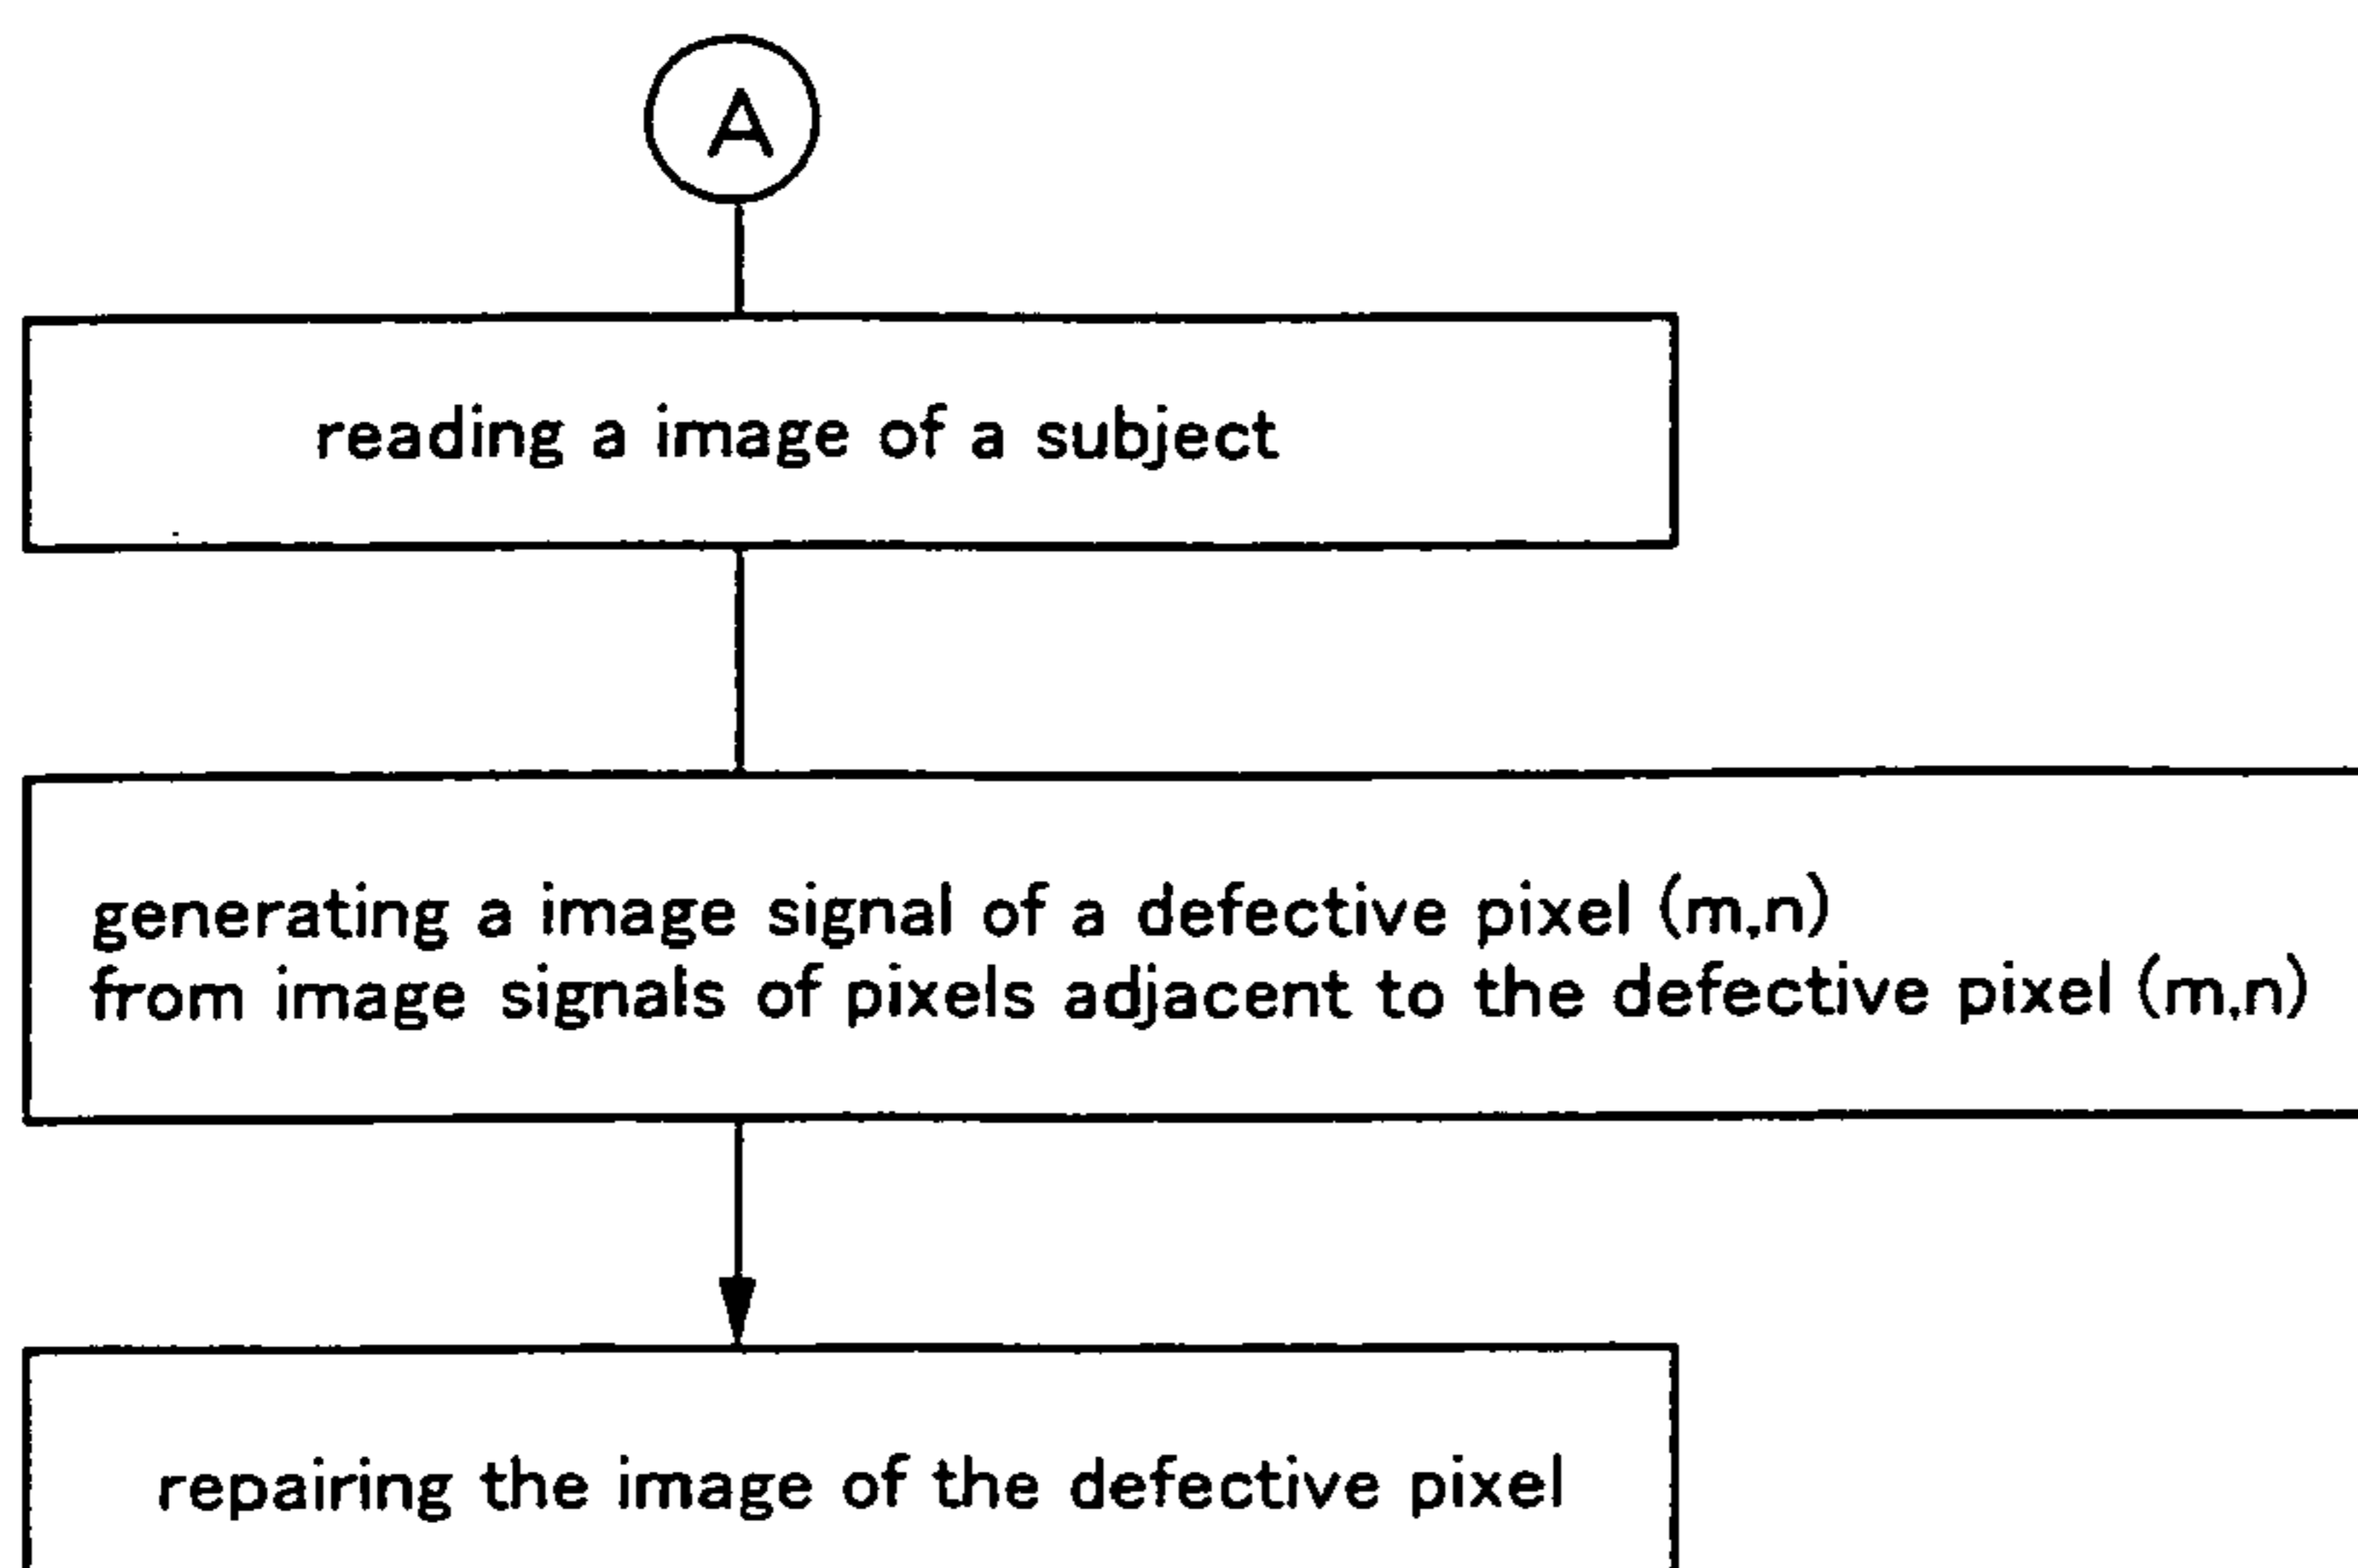 A
reading a image of a subject
generating a image signal of a defective pixel (m,n)
from image signals of pixels adjacent to the defective pixel (m,n)
repairing the image of the defective pixel